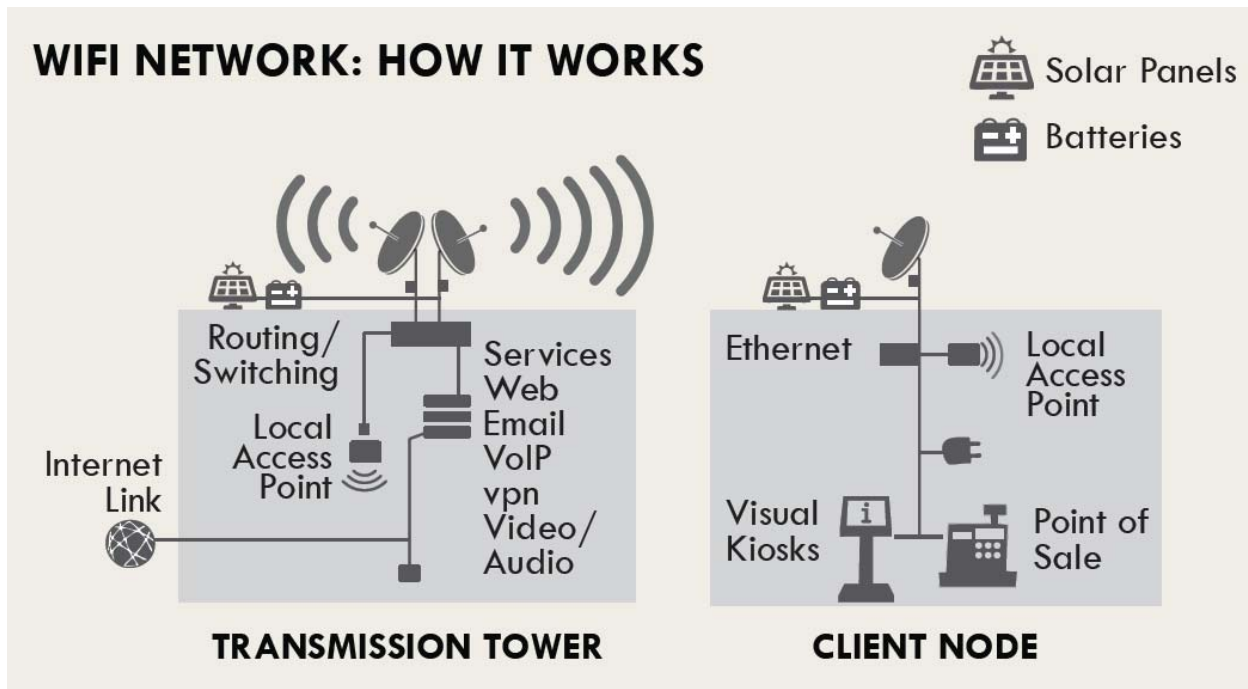 WIFI NETWORK: HOW IT WORKS
Solar Panels
Batteries
Routing/
Switching
Local
Access
Point
Services
Web
Email
VoIP
vpn
Video/
Audio
Internet
Link
TRANSMISSION TOWER
Ethernet
Local
Access
Point
Visual
Kiosks
i
Point of
Sale
CLIENT NODE